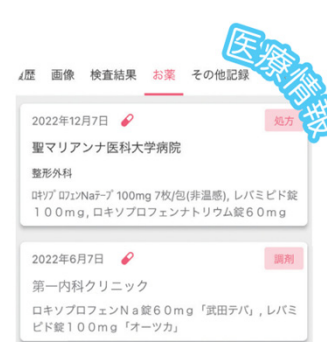 医療情報
歴 画像 検査結果 お薬 その他記録
2022年12月7日 処方
聖マリアンナ医科大学病院
整形外科
ﾛｷｿﾌﾟﾛﾌｪﾝNaﾃｰﾌﾟ 100mg 7枚/包(非温感), レバミピド錠
１００ｍｇ, ロキソプロフェンナトリウム錠６０ｍｇ
2022年6月7日 調剤
第一内科クリニック
ロキソプロフェンＮａ錠６０ｍｇ「武田テバ」, レバミ
ピド錠１００ｍｇ「オーツカ」